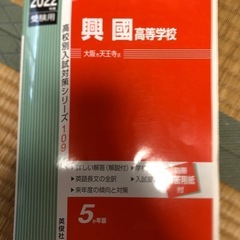 2022
受験用
高校別入試対策シリーズ109
興國高等学校
大阪市天王寺区
詳しい解答(解説付)
英語長文の全訳
来年度の傾向と対策
付
5カ年組
英俊社